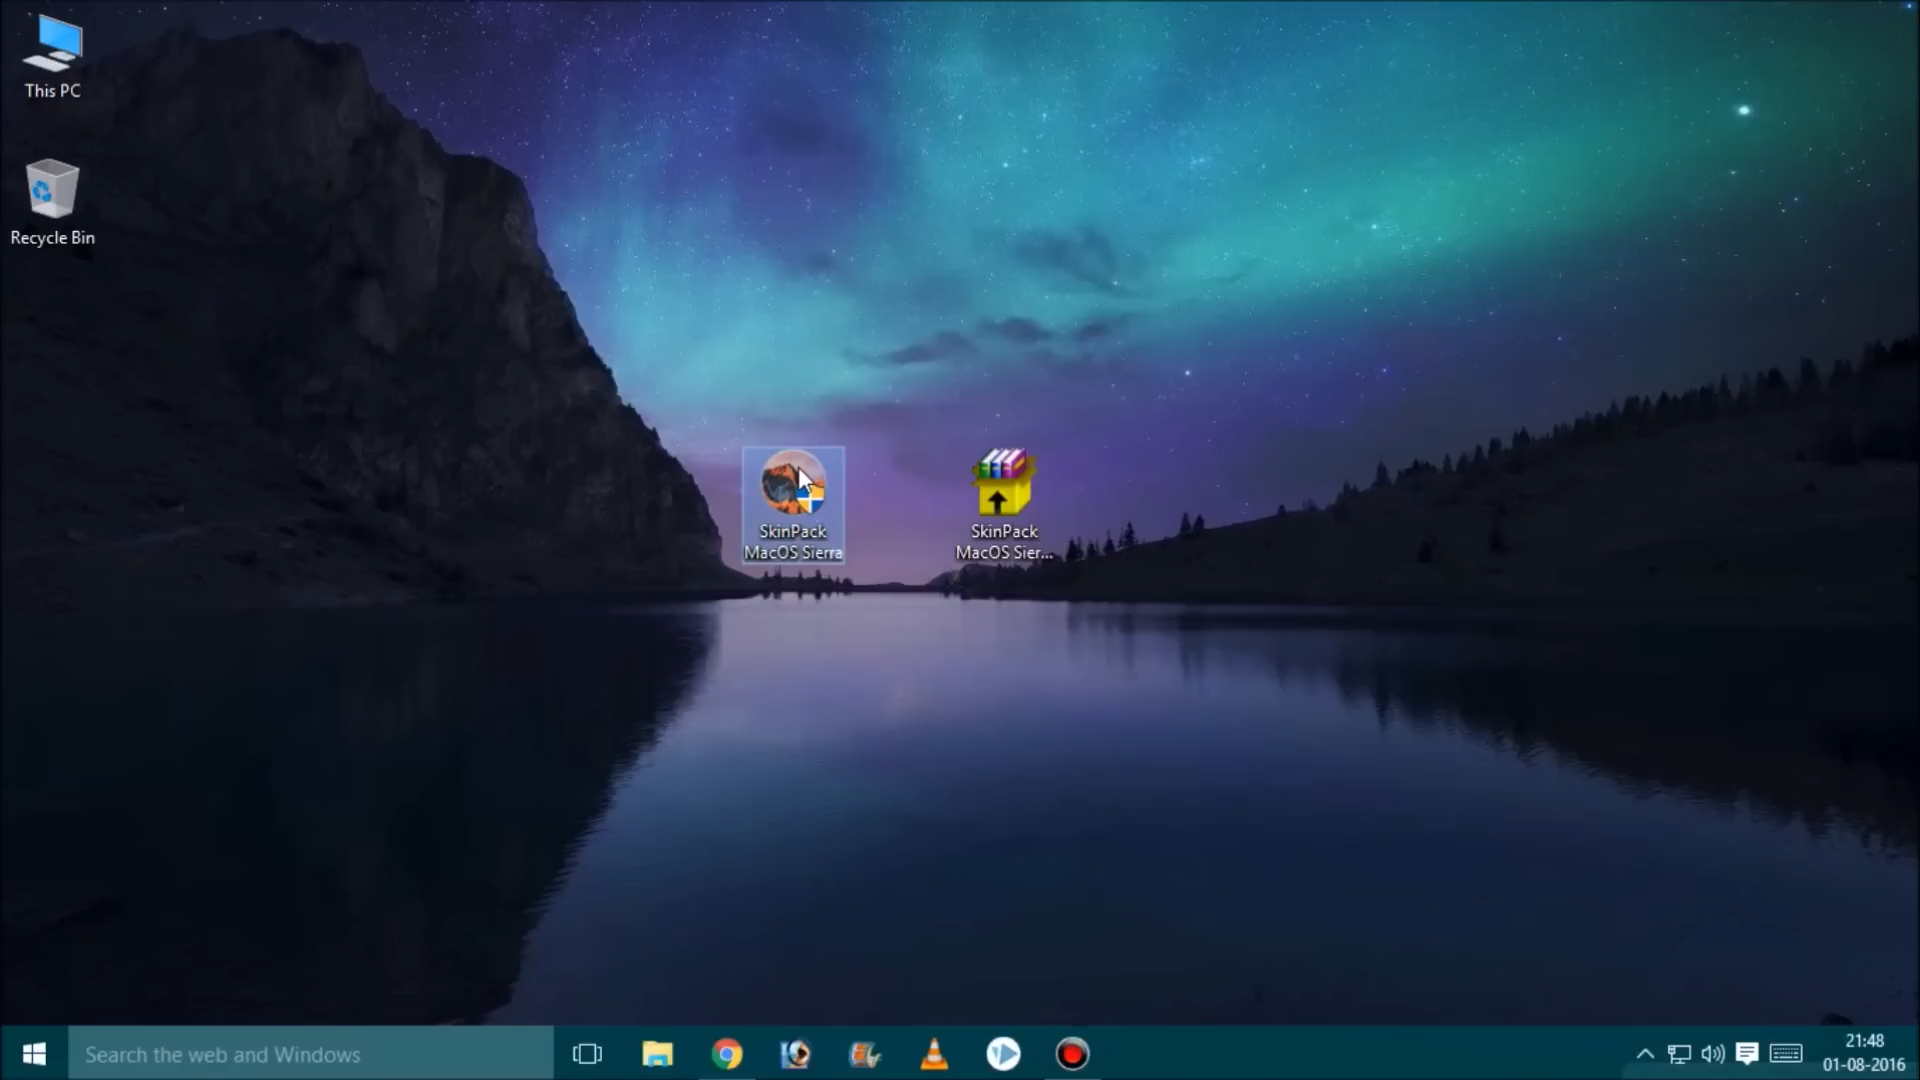 This PC
Recycle Bin
SkinPack
MacOS Sierra
SkinPack
MacOS Sier...
Search the web and Windows
21:48
01-08-2016